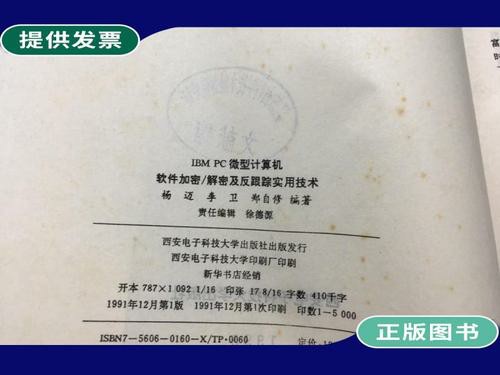 提供发票
IBM PC 微型计算机
软件加密/解密及反跟踪实用技术
杨 迈 李 卫 郑自修 编著
责任编辑 徐德源
西安电子科技大学出版社出版发行
西安电子科技大学印刷厂印刷
新华书店经销
开本 787×1 092 1/16 印张 17.8/16 字数 410千字
1991年12月第1版 1991年12月第1次印刷 印数1-5 000
ISBN7-5606-0160-X/TP·0060
定价
正版图书